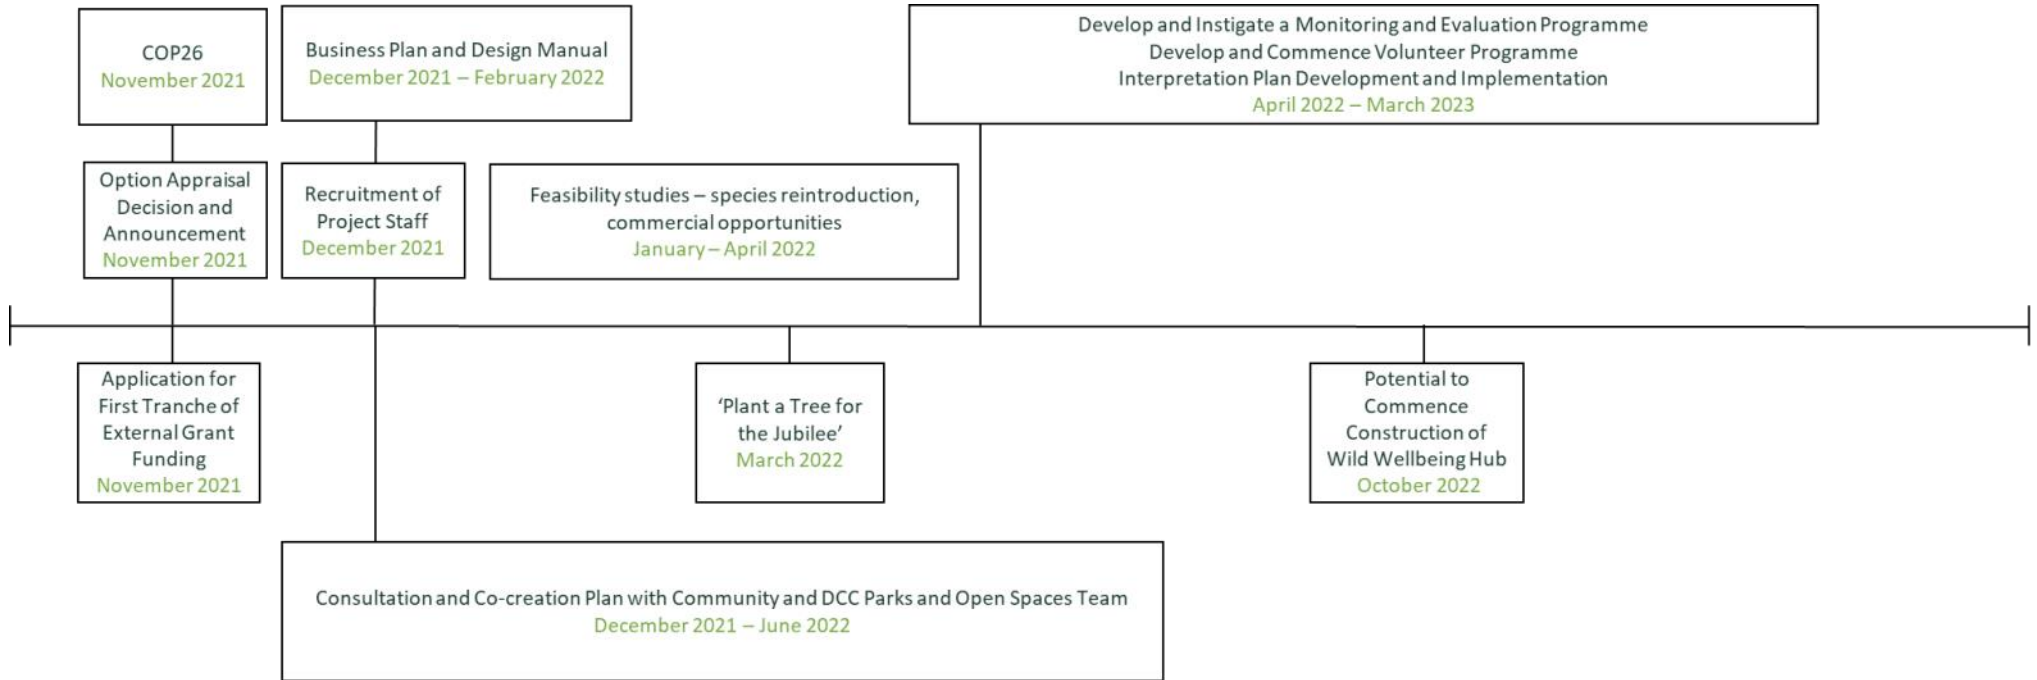 COP26
November 2021
Business Plan and Design Manual
December 2021 – February 2022
Develop and Instigate a Monitoring and Evaluation Programme
Develop and Commence Volunteer Programme
Interpretation Plan Development and Implementation
April 2022 – March 2023
Option Appraisal
Decision and
Announcement
November 2021
Recruitment of
Project Staff
December 2021
Feasibility studies – species reintroduction,
commercial opportunities
January – April 2022
Application for
First Tranche of
External Grant
Funding
November 2021
‘Plant a Tree for
the Jubilee’
March 2022
Potential to
Commence
Construction of
Wild Wellbeing Hub
October 2022
Consultation and Co-creation Plan with Community and DCC Parks and Open Spaces Team
December 2021 – June 2022